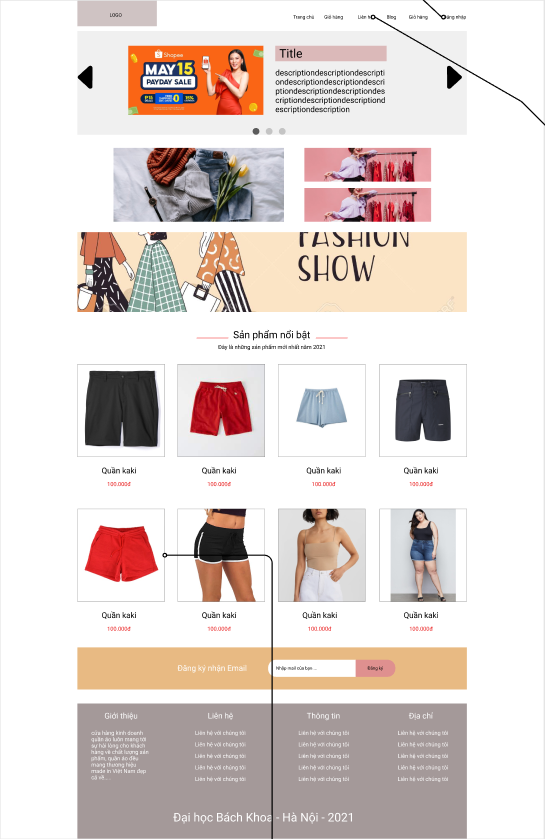 LOGO
Trang chủ Giỏ hàng Liên Blog Giỏ hàng Đăng nhập
Shopee
MAY 15
PAYDAY SALE
Title
descriptiondescriptiondescripti
ondescriptiondescriptiondescri
ptiondescriptiondescriptiondes
criptiondescriptiondescriptiond
escriptiondescription
FASHION
SHOW
Sản phẩm nổi bật
Đây là những sản phẩm mới nhất năm 2021
Quần kaki Quần kaki Quần kaki Quần kaki
100.000đ 100.000đ 100.000đ 100.000đ
Quần kaki Quần kaki Quần kaki Quần kaki
100.000đ 100.000đ 100.000đ 100.000đ
Đăng ký nhận Email
Nhập mail của bạn ...
Đăng ký
Giới thiệu Liên hệ Thông tin Địa chỉ
cửa hàng kinh doanh
quần áo luôn mang tới
sự hài lòng cho khách
hàng về chất lượng sản
phẩm, quần áo đều
mang thương hiệu
made in Việt Nam đẹp
cả về....
Liên hệ với chúng tôi Liên hệ với chúng tôi Liên hệ với chúng tôi
Liên hệ với chúng tôi Liên hệ với chúng tôi Liên hệ với chúng tôi
Liên hệ với chúng tôi Liên hệ với chúng tôi Liên hệ với chúng tôi
Liên hệ với chúng tôi Liên hệ với chúng tôi Liên hệ với chúng tôi
Liên hệ với chúng tôi Liên hệ với chúng tôi Liên hệ với chúng tôi
Đại học Bách Khoa - Hà Nội - 2021